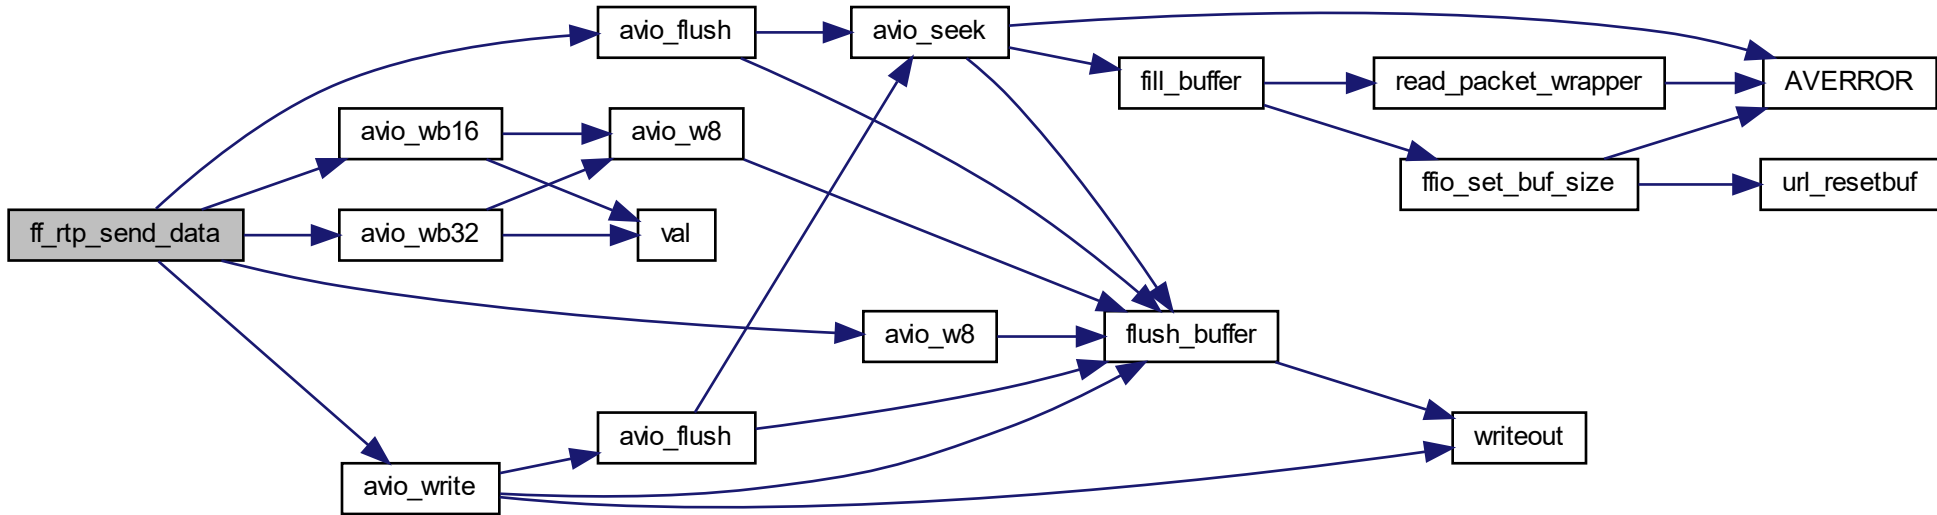 avio_flush
avio_seek
fill_buffer
read_packet_wrapper
AVERROR
avio_wb16
avio_w8
ffio_set_buf_size
url_resetbuf
ff_rtp_send_data
avio_wb32
val
avio_w8
flush_buffer
avio_flush
writeout
avio_write